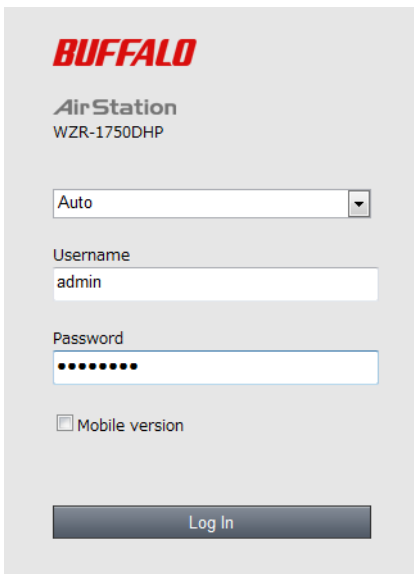 BUFFALO
AirStation
WZR-1750DHP
Auto
Username
admin
Password
••••••••
Mobile version
Log In